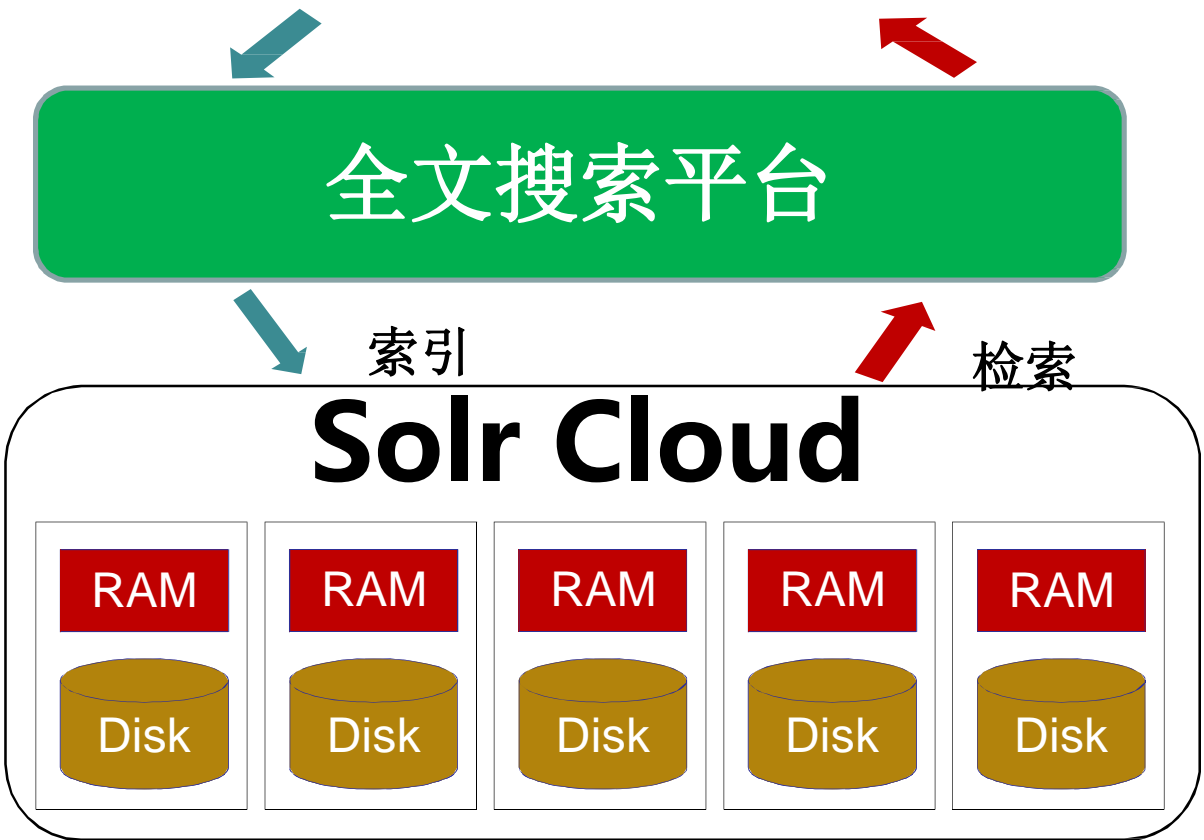 全文搜索平台
索引
检索
Solr Cloud
RAM
RAM
RAM
RAM
RAM
Disk
Disk
Disk
Disk
Disk